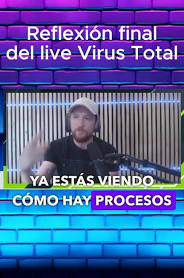 Reflexión final
del live Virus Total
YA ESTÁS VIENDO
CÓMO HAY PROCESOS